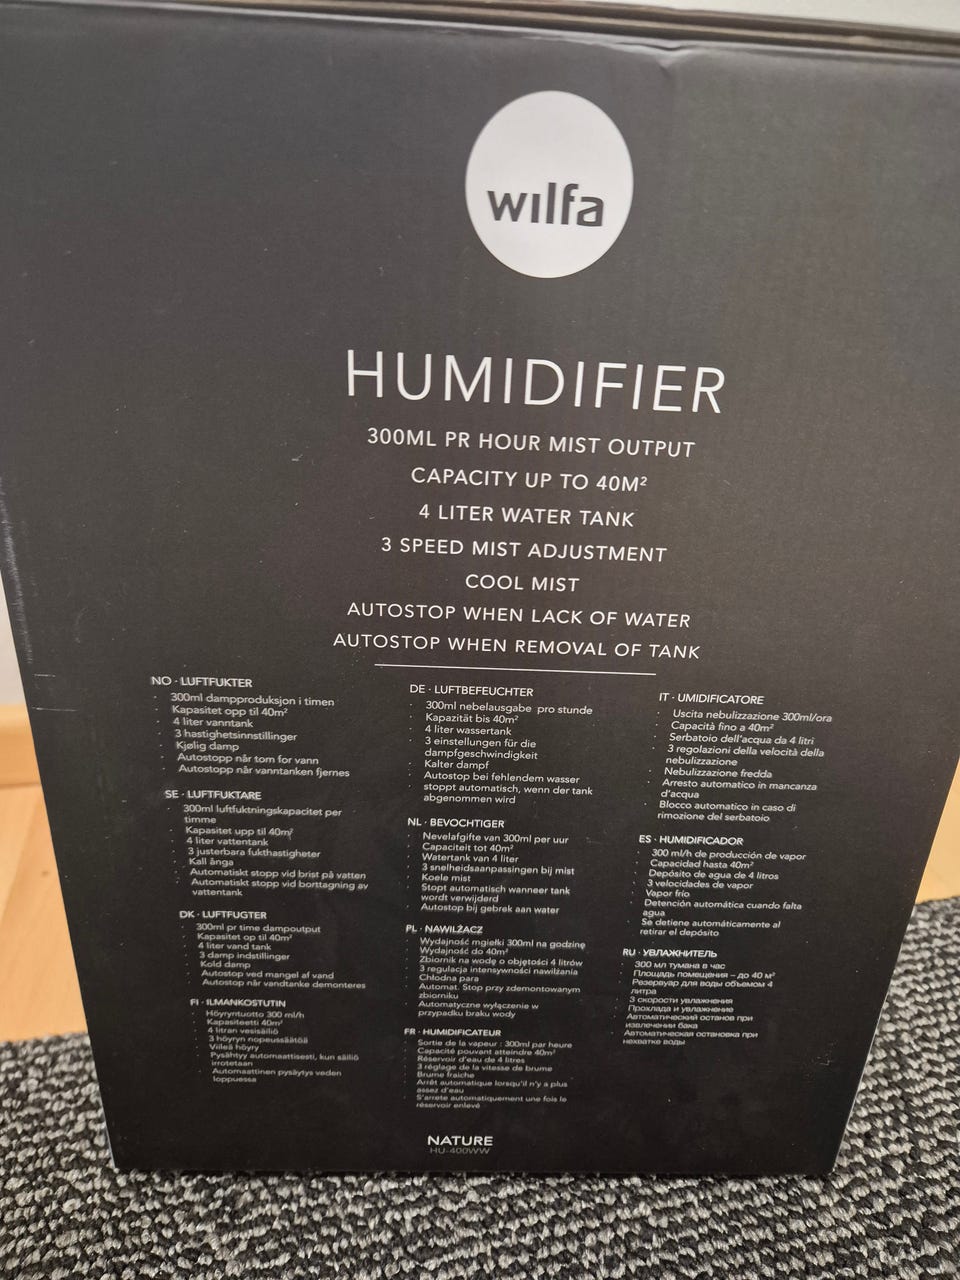 wilfa
HUMIDIFIER
300ML PR HOUR MIST OUTPUT
CAPACITY UP TO 40M²
4 LITER WATER TANK
3 SPEED MIST ADJUSTMENT
COOL MIST
AUTOSTOP WHEN LACK OF WATER
AUTOSTOP WHEN REMOVAL OF TANK
NO · LUFTFUKTER
· 300ml dampproduksjon i timen
· Kapasitet opp til 40m²
· 4 liter vanntank
· 3 hastighetsinnstillinger
· Kjølig damp
· Autostopp når tom for vann
· Autostopp når vanntanken fjernes
SE · LUFTFUKTARE
· 300ml luftfuktningskapacitet per
timme
· Kapasitet upp til 40m²
· 4 liter vattentank
· 3 justerbara fukthastigheter
· Kall ånga
· Automatiskt stopp vid brist på vatten
· Automatiskt stopp vid borttagning av
vattentank
DK · LUFTFUGTER
· 300ml pr time dampoutput
· Kapasitet op til 40m²
· 4 liter vand tank
· 3 damp indstillinger
· Kold damp
· Autostop ved mangel af vand
· Autostop når vandtanke demonteres
FI · ILMANKOSTUTIN
· Höyryntuotto 300 ml/h
· Kapasiteetti 40m²
· 4 litran vesisäiliö
· 3 höyryn nopeussäätöä
· Viileä höyry
· Pysähtyy automaattisesti, kun säiliö
irrotetaan
· Automaattinen pysäytys veden
loppuessa
DE · LUFTBEFEUCHTER
· 300ml nebelausgabe pro stunde
· Kapazität bis 40m²
· 4 liter wassertank
· 3 einstellungen für die
dampfgeschwindigkeit
· Kalter dampf
· Autostop bei fehlendem wasser
· stoppt automatisch, wenn der tank
abgenommen wird
NL · BEVOCHTIGER
· Nevelafgifte van 300ml per uur
· Capaciteit tot 40m²
· Watertank van 4 liter
· 3 snelheidsaanpassingen bij mist
· Koele mist
· Stopt automatisch wanneer tank
wordt verwijderd
· Autostop bij gebrek aan water
PL · NAWILŻACZ
· Wydajność mgiełki 300ml na godzinę
· Wydajność do 40m²
· Zbiornik na wodę o objętości 4 litrów
· 3 regulacja intensywności nawilżania
· Chłodna para
· Automat. Stop przy zdemontowanym
zbiorniku
· Automatyczne wyłączenie w
przypadku braku wody
FR · HUMIDIFICATEUR
· Sortie de la vapeur : 300ml par heure
· Capacité pouvant atteindre 40m²
· Réservoir d'eau de 4 litres
· 3 réglage de la vitesse de brume
· Brume fraiche
· Arrêt automatique lorsqu'il n'y a plus
assez d'eau
· S'arrete automatiquement une fois le
réservoir enlevé
IT · UMIDIFICATORE
· Uscita nebulizzazione 300ml/ora
· Capacità fino a 40m²
· Serbatoio dell'acqua da 4 litri
· 3 regolazioni della velocità della
nebulizzazione
· Nebulizzazione fredda
· Arresto automatico in mancanza
d'acqua
· Blocco automatico in caso di
rimozione del serbatoio
ES · HUMIDIFICADOR
· 300 ml/h de producción de vapor
· Capacidad hasta 40m²
· Depósito de agua de 4 litros
· 3 velocidades de vapor
· Vapor frío
· Detención automática cuando falta
agua
· Se detiene automáticamente al
retirar el depósito
RU · УВЛАЖНИТЕЛЬ
· 300 мл тумана в час
· Площадь помещения – до 40 м²
· Резервуар для воды объемом 4
литра
· 3 скорости увлажнения
· Прохлада и увлажнение
· Автоматический останов при
извлечении бака
· Автоматическая остановка при
нехватке воды
NATURE
HU-400WW